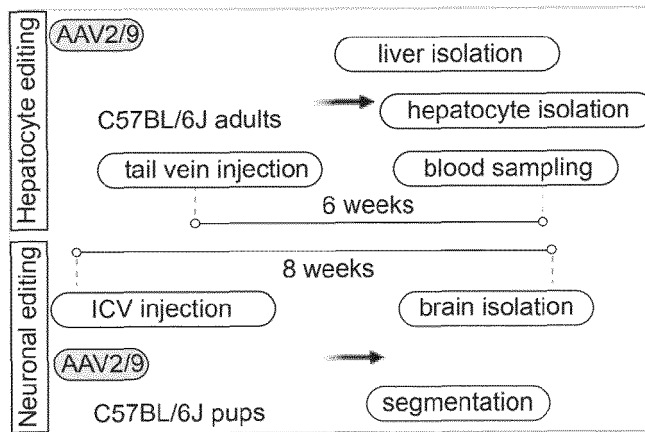 Hepatocyte editing
AAV2/9
liver isolation
C57BL/6J adults
hepatocyte isolation
tail vein injection
blood sampling
6 weeks
Neuronal editing
8 weeks
ICV injection
brain isolation
AAV2/9
C57BL/6J pups
segmentation